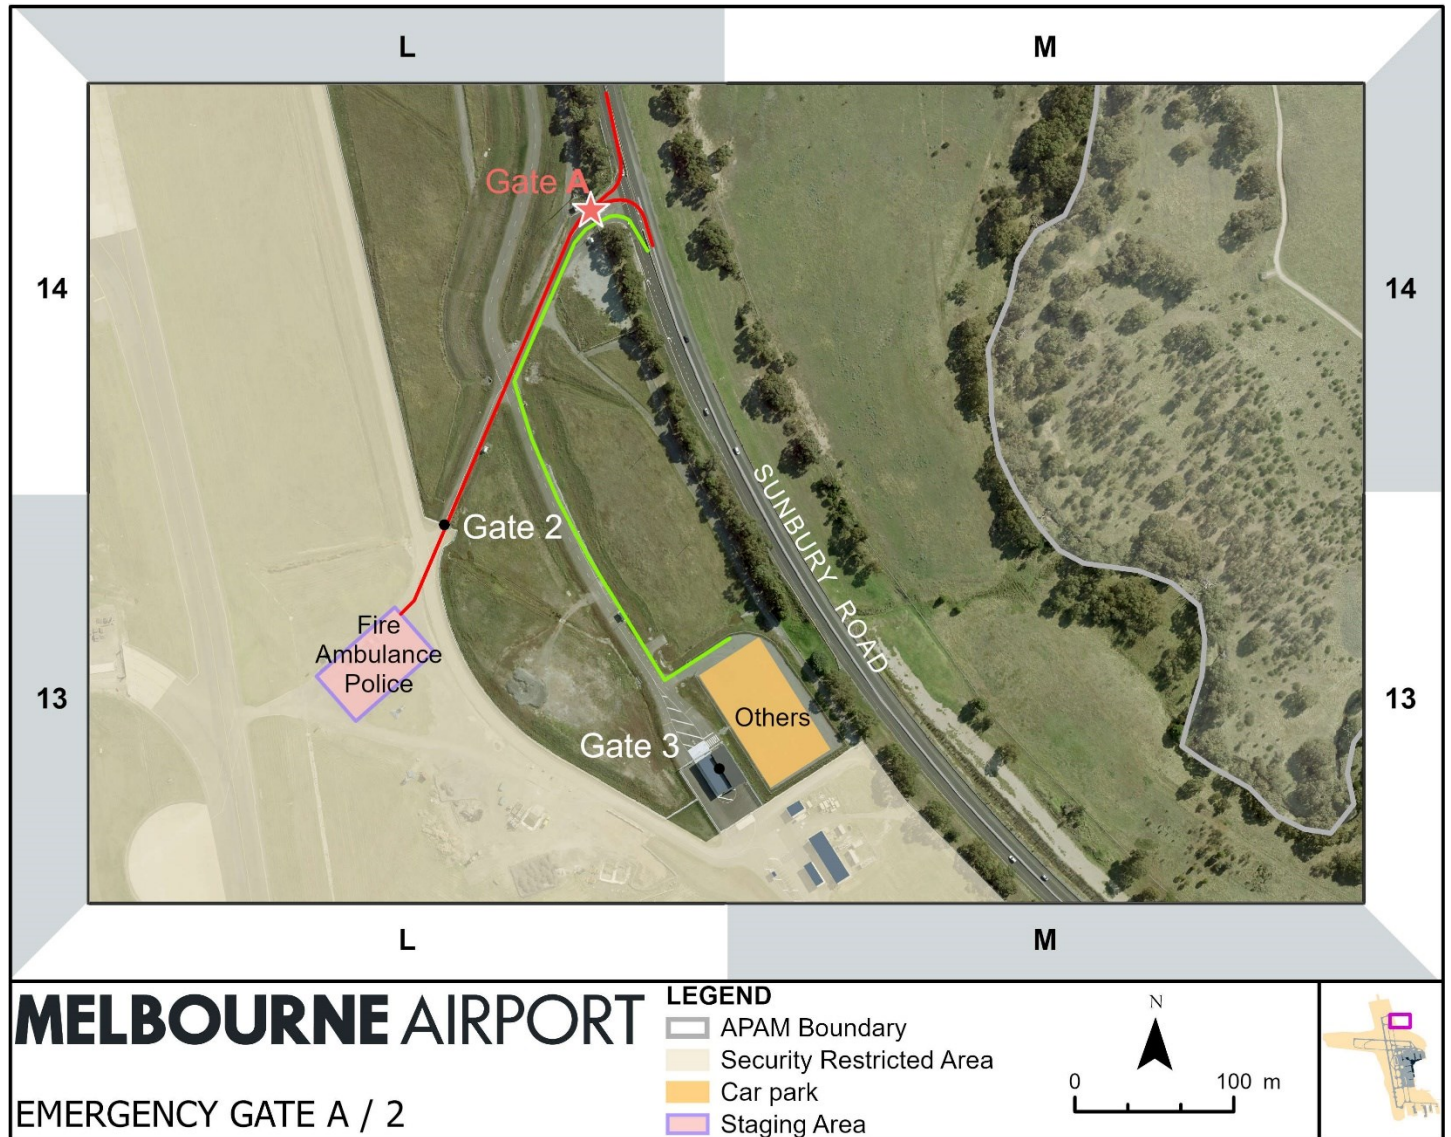 L
M
Gate A
14
14
SUNBURY ROAD
Gate 2
Fire
Ambulance
Police
13
13
Others
Gate 3
L
M
MELBOURNE AIRPORT
EMERGENCY GATE A / 2
LEGEND
APAM Boundary
Security Restricted Area
Car park
Staging Area
N
0 100 m